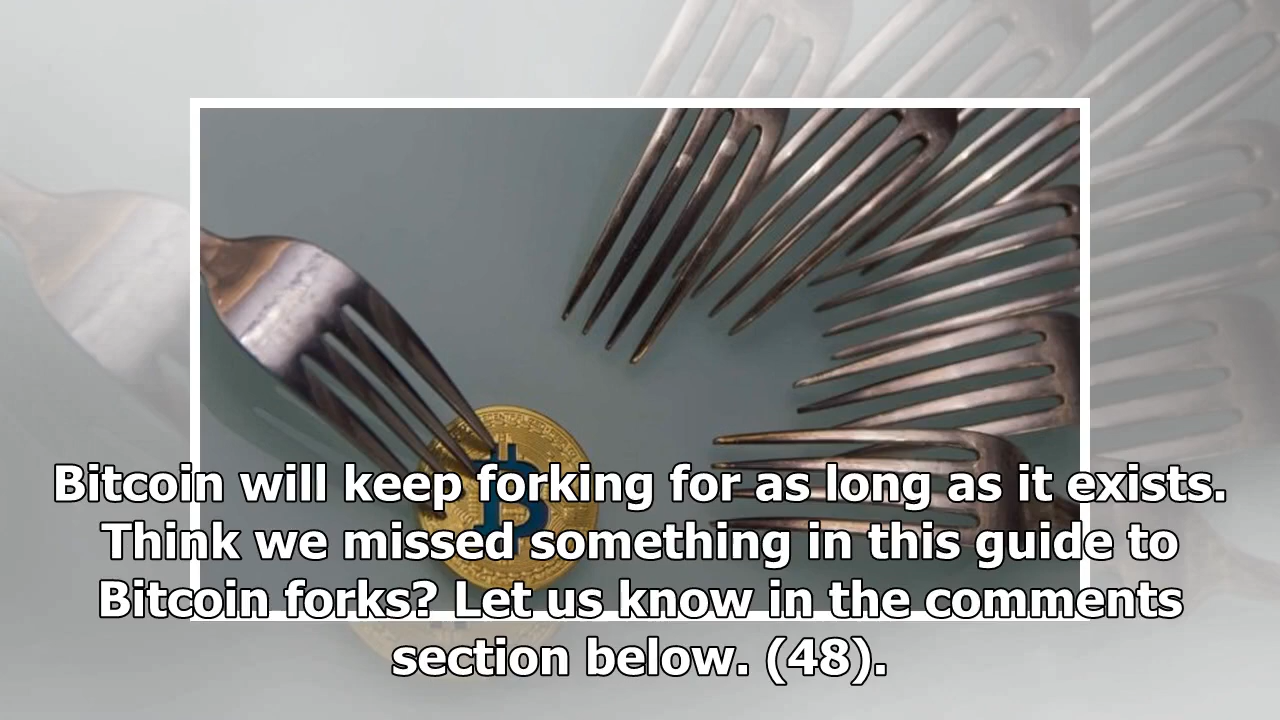 Bitcoin will keep forking for as long as it exists.
Think we missed something in this guide to
Bitcoin forks? Let us know in the comments
section below. (48).